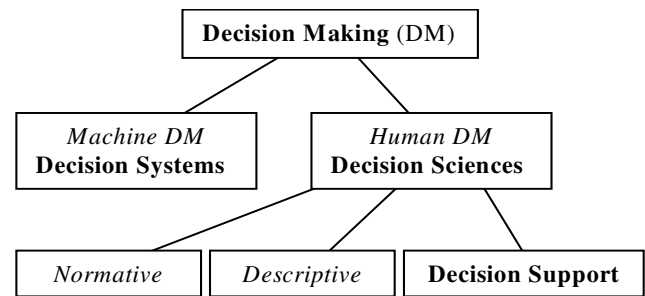 Decision Making (DM)
Machine DM
Decision Systems
Human DM
Decision Sciences
Normative
Descriptive
Decision Support